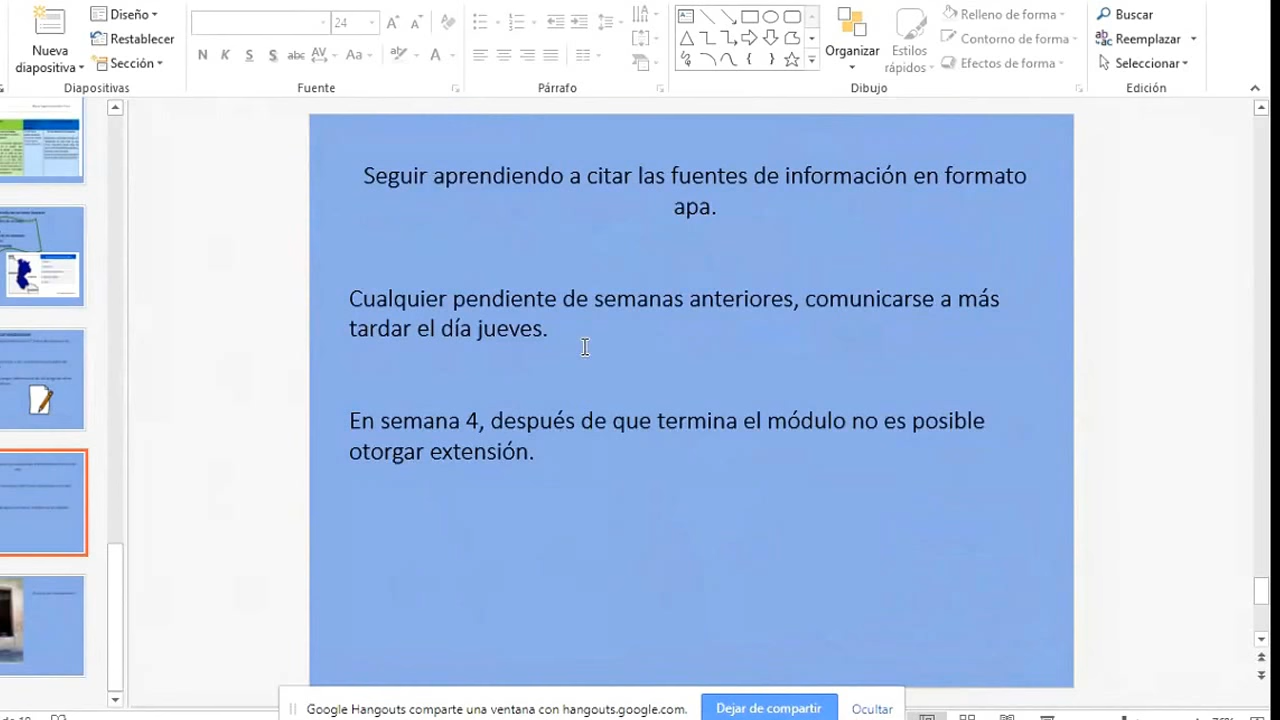 Diseño
Relleno de forma
Buscar
24
Restablecer
Contorno de forma
Reemplazar
Nueva
diapositiva
Organizar
Estilos
rápidos
N K S S abc AV Aa A
Sección
Efectos de forma
Seleccionar
Diapositivas
Fuente
Párrafo
Dibujo
Edición
Seguir aprendiendo a citar las fuentes de información en formato
apa.
Cualquier pendiente de semanas anteriores, comunicarse a más
tardar el día jueves.
En semana 4, después de que termina el módulo no es posible
otorgar extensión.
Google Hangouts comparte una ventana con hangouts.google.com.
Dejar de compartir
Ocultar